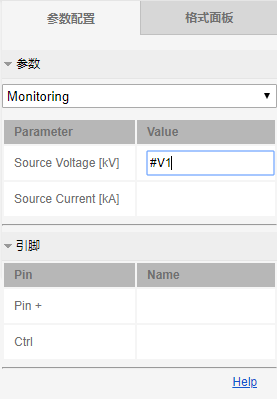 参数配置 格式面板
参数
Monitoring
Parameter Value
Source Voltage [kV] #V1
Source Current [kA]
引脚
Pin Name
Pin +
Ctrl
Help